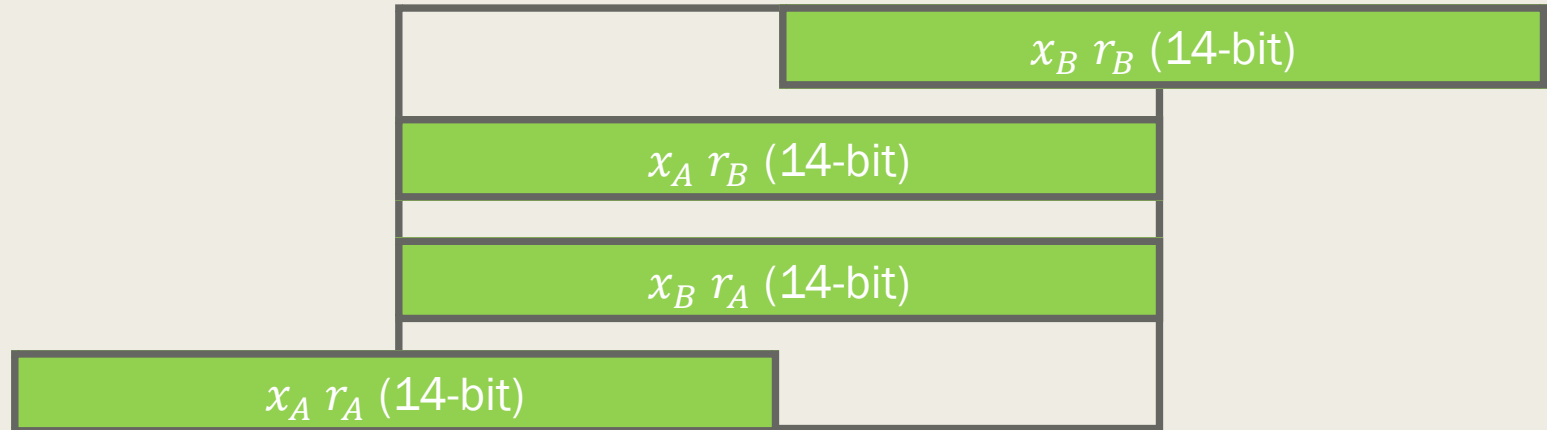 x_B r_B (14-bit)
x_A r_B (14-bit)
x_B r_A (14-bit)
x_A r_A (14-bit)